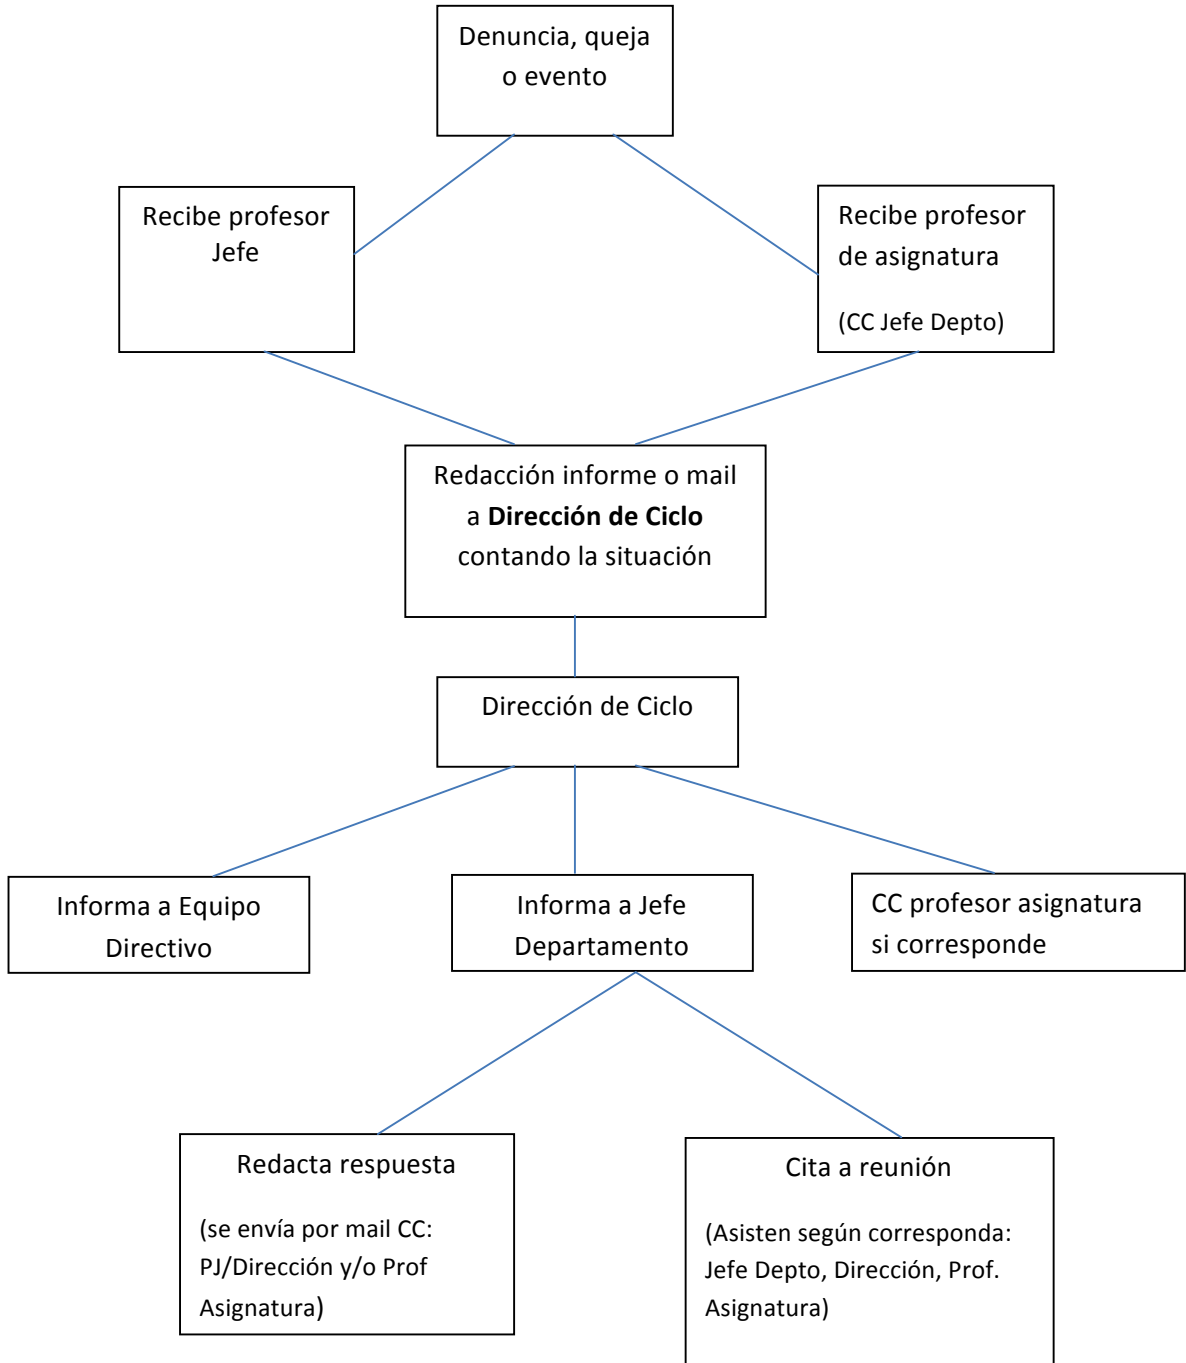 Denuncia, queja
o evento
Recibe profesor
Jefe
Recibe profesor
de asignatura
(CC Jefe Depto)
Redacción informe o mail
a Dirección de Ciclo
contando la situación
Dirección de Ciclo
Informa a Equipo
Directivo
Informa a Jefe
Departamento
CC profesor asignatura
si corresponde
Redacta respuesta
(se envía por mail CC:
PJ/Dirección y/o Prof
Asignatura)
Cita a reunión
(Asisten según corresponda:
Jefe Depto, Dirección, Prof.
Asignatura)